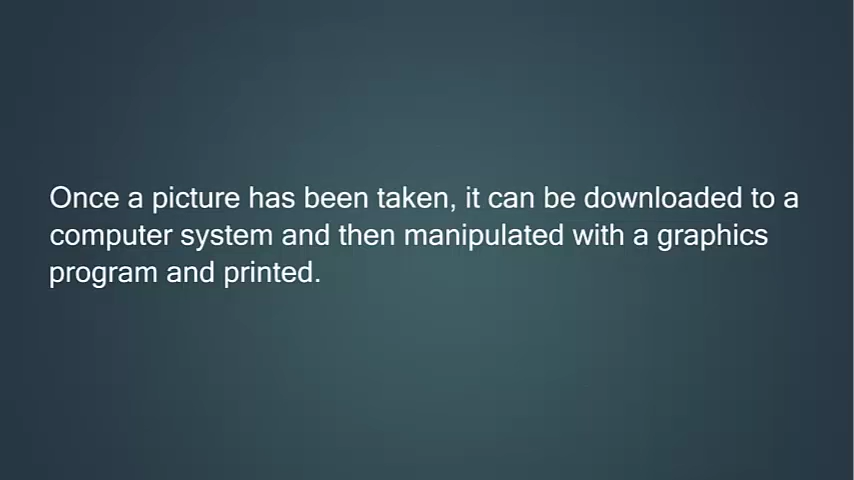 Once a picture has been taken, it can be downloaded to a
computer system and then manipulated with a graphics
program and printed.